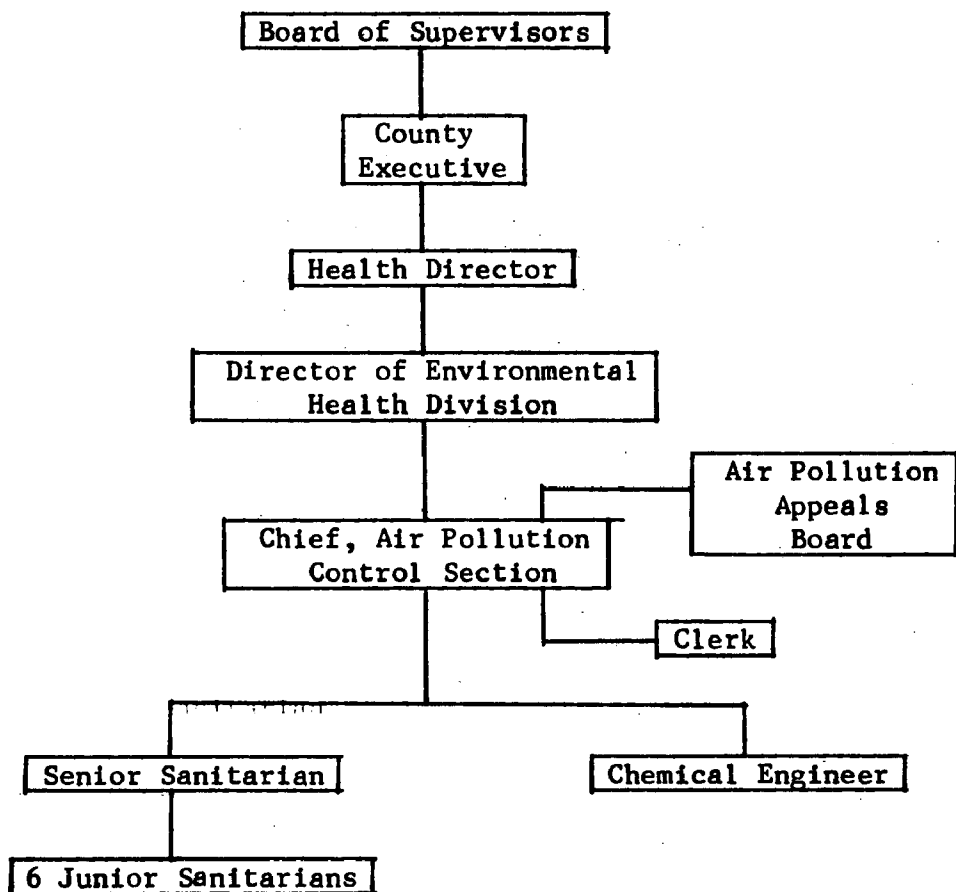 Board of Supervisors
County
Executive
Health Director
Director of Environmental
Health Division
Air Pollution
Appeals
Board
Chief, Air Pollution
Control Section
Clerk
Senior Sanitarian
Chemical Engineer
6 Junior Sanitarians